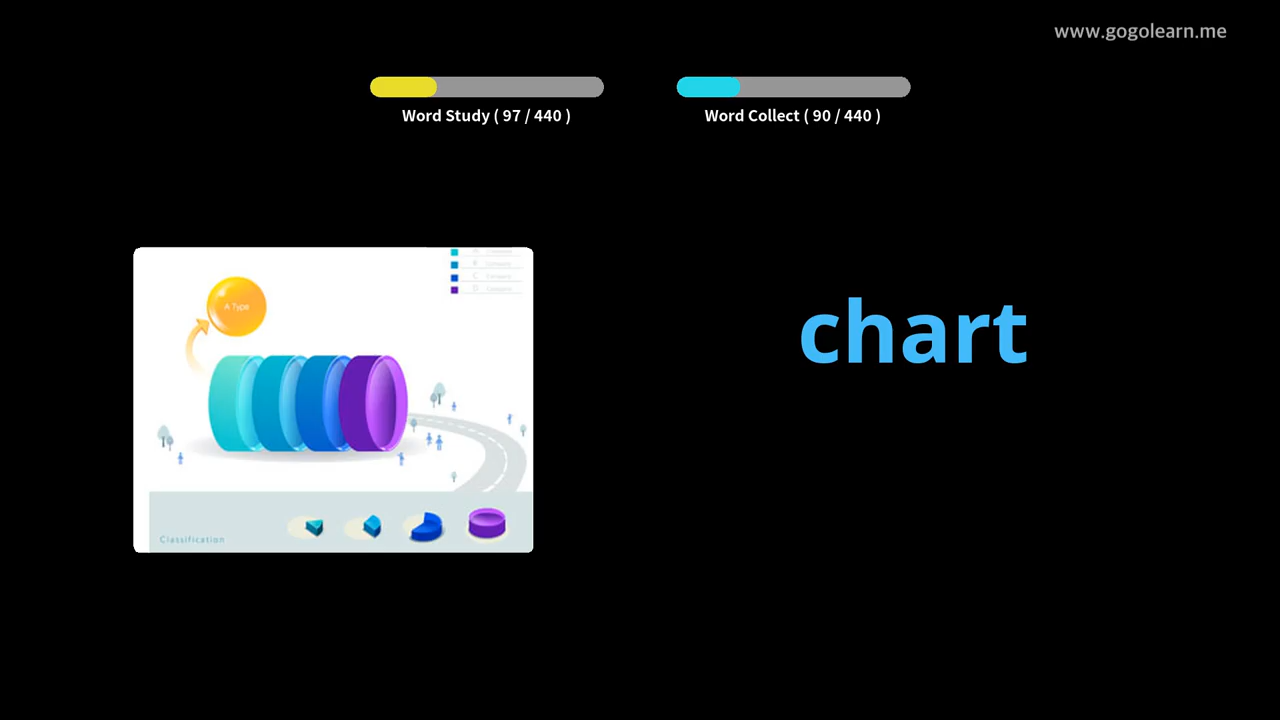 www.gogolearn.me
Word Study ( 97 / 440 )
Word Collect ( 90 / 440 )
A Type
chart
Classification